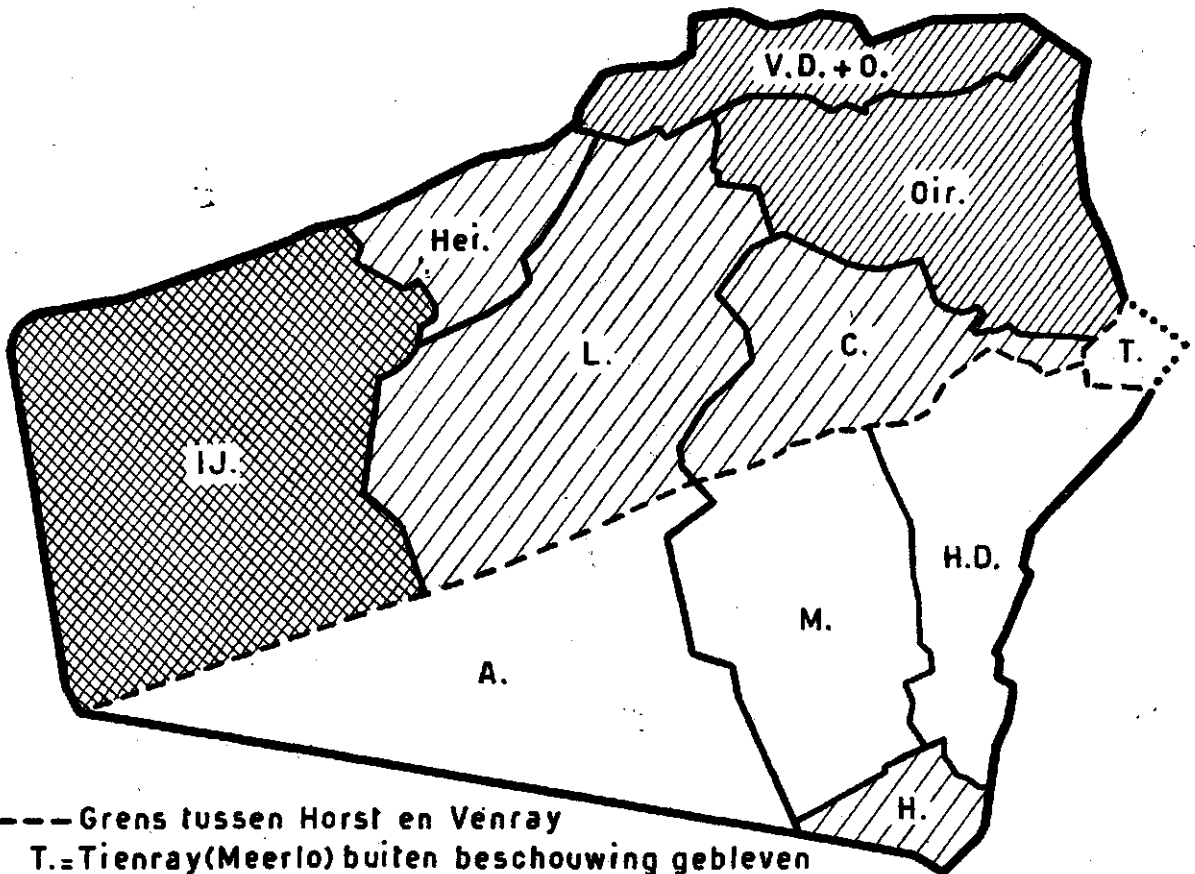 V.D. + O.
Oir.
Hei.
L.
C.
T.
IJ.
H.D.
M.
A.
H.
--- Grens tussen Horst en Venray
T.= Tienray (Meerlo) buiten beschouwing gebleven